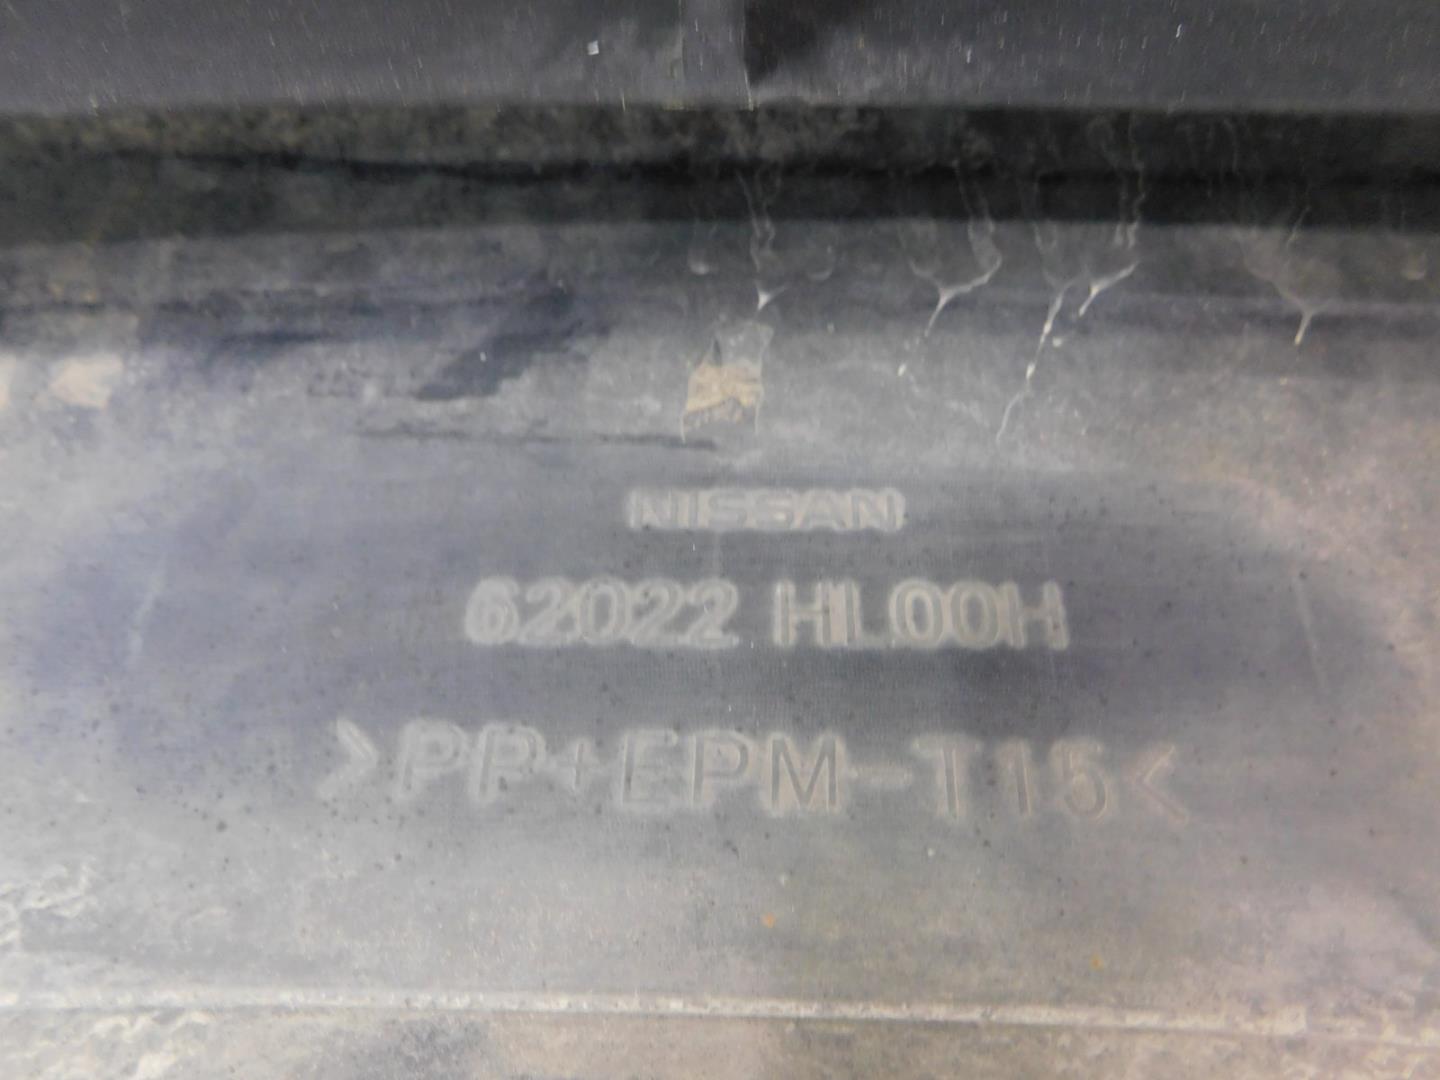 NISSAN
62022 HL00H
>PP+EPM-T15<